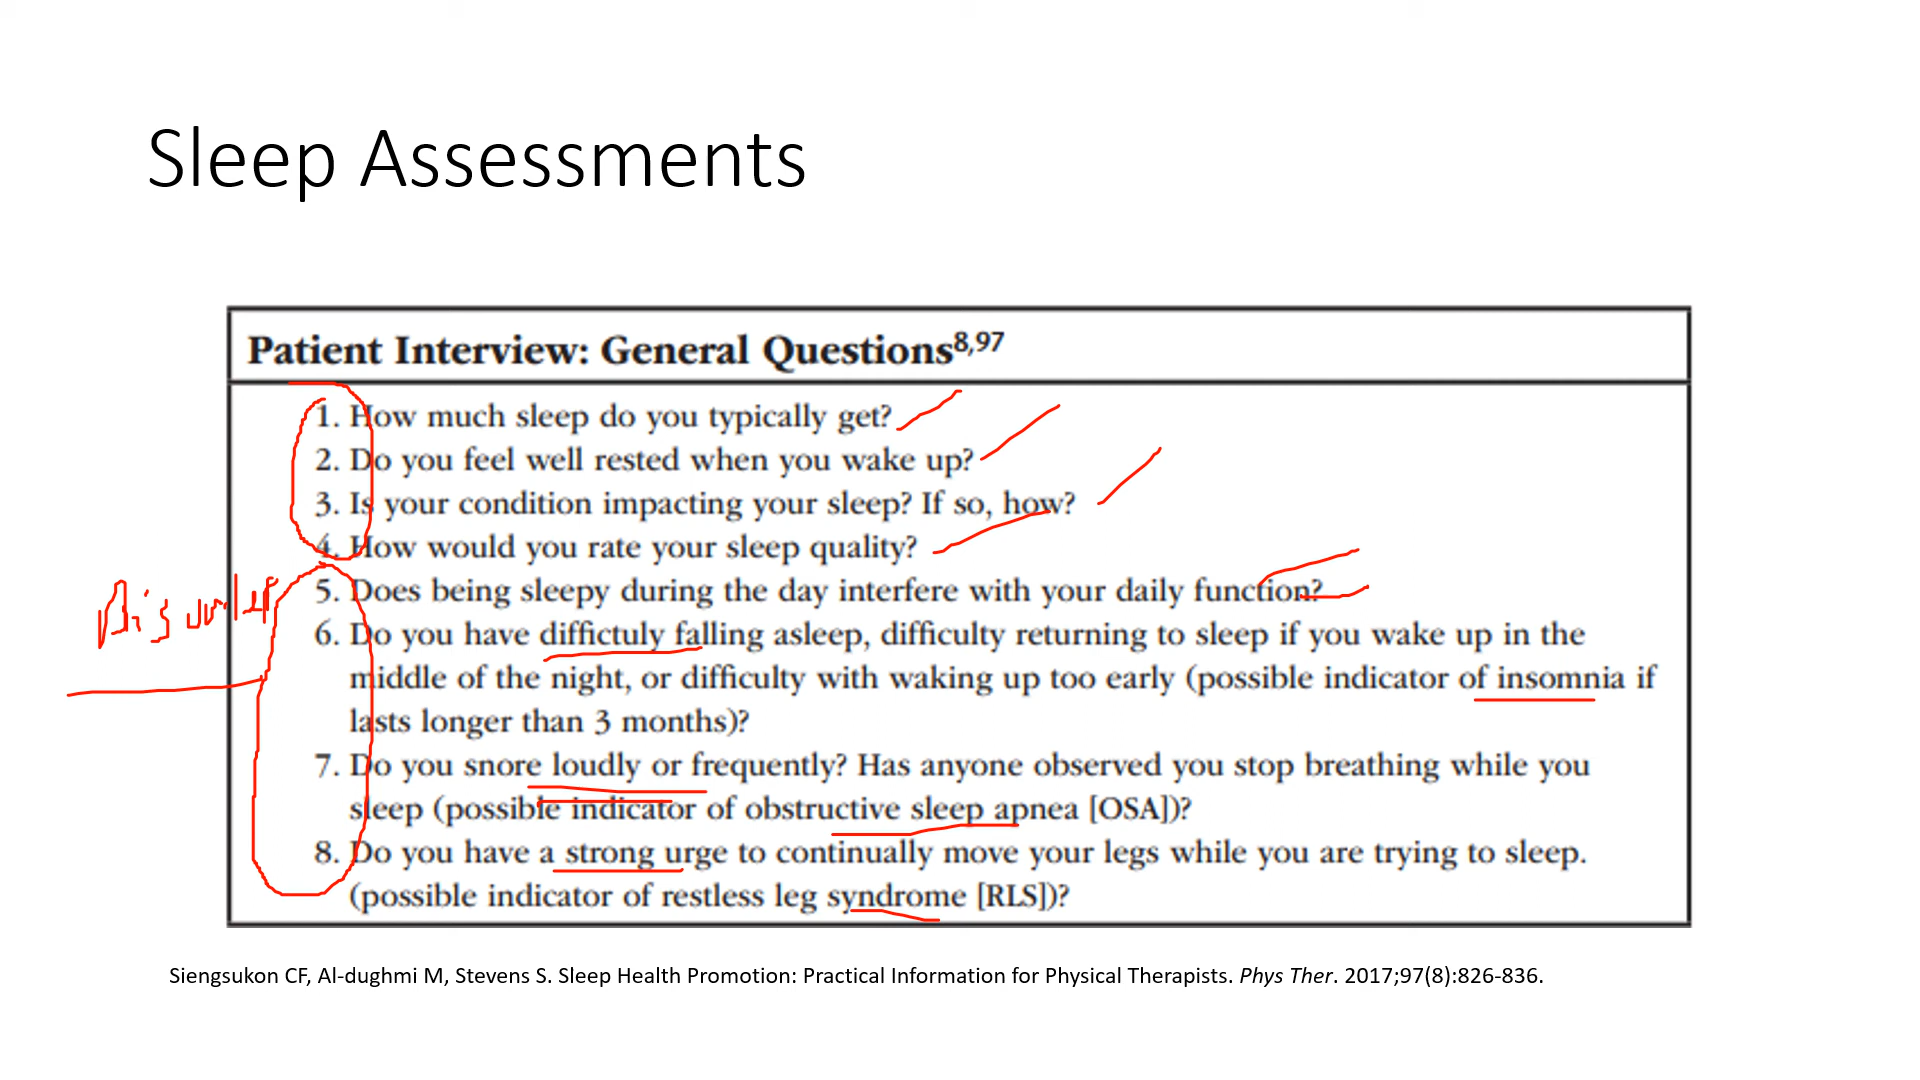 Sleep Assessments
Patient Interview: General Questions8,97
1. How much sleep do you typically get?
2. Do you feel well rested when you wake up?
3. Is your condition impacting your sleep? If so, how?
4. How would you rate your sleep quality?
5. Does being sleepy during the day interfere with your daily function?
6. Do you have diffictuly falling asleep, difficulty returning to sleep if you wake up in the
middle of the night, or difficulty with waking up too early (possible indicator of insomnia if
lasts longer than 3 months)?
7. Do you snore loudly or frequently? Has anyone observed you stop breathing while you
sleep (possible indicator of obstructive sleep apnea [OSA])?
8. Do you have a strong urge to continually move your legs while you are trying to sleep.
(possible indicator of restless leg syndrome [RLS])?
Siengsukon CF, Al-dughmi M, Stevens S. Sleep Health Promotion: Practical Information for Physical Therapists. Phys Ther. 2017;97(8):826-836.